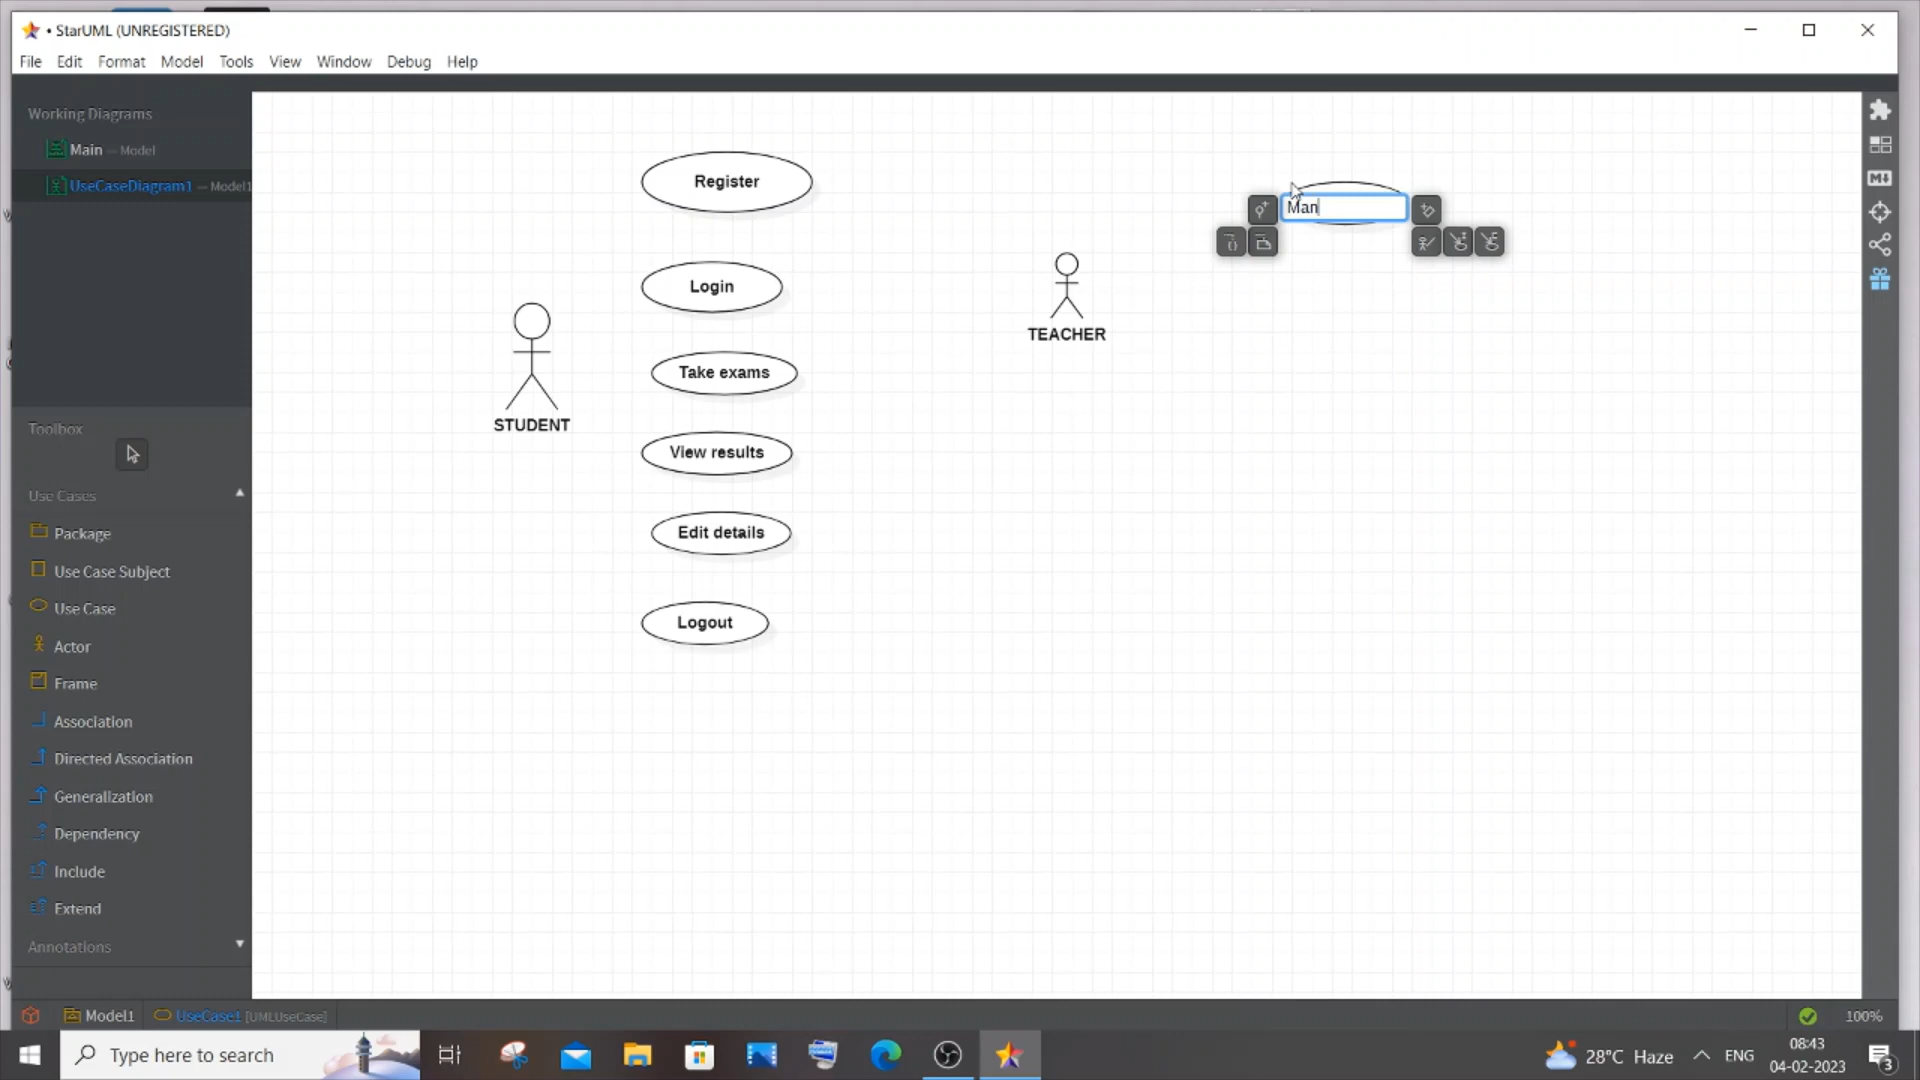 • StarUML (UNREGISTERED)
File Edit Format Model Tools View Window Debug Help
Working Diagrams
Main — Model
UseCaseDiagram1 — Model1
Toolbox
Use Cases
Package
Use Case Subject
Use Case
Actor
Frame
Association
Directed Association
Generalization
Dependency
Include
Extend
Annotations
Register
Login
Take exams
View results
Edit details
Logout
STUDENT
TEACHER
Man
M
Model1 UseCase1 [UMLUseCase]
100%
Type here to search
28°C Haze
ENG
08:43
04-02-2023
3